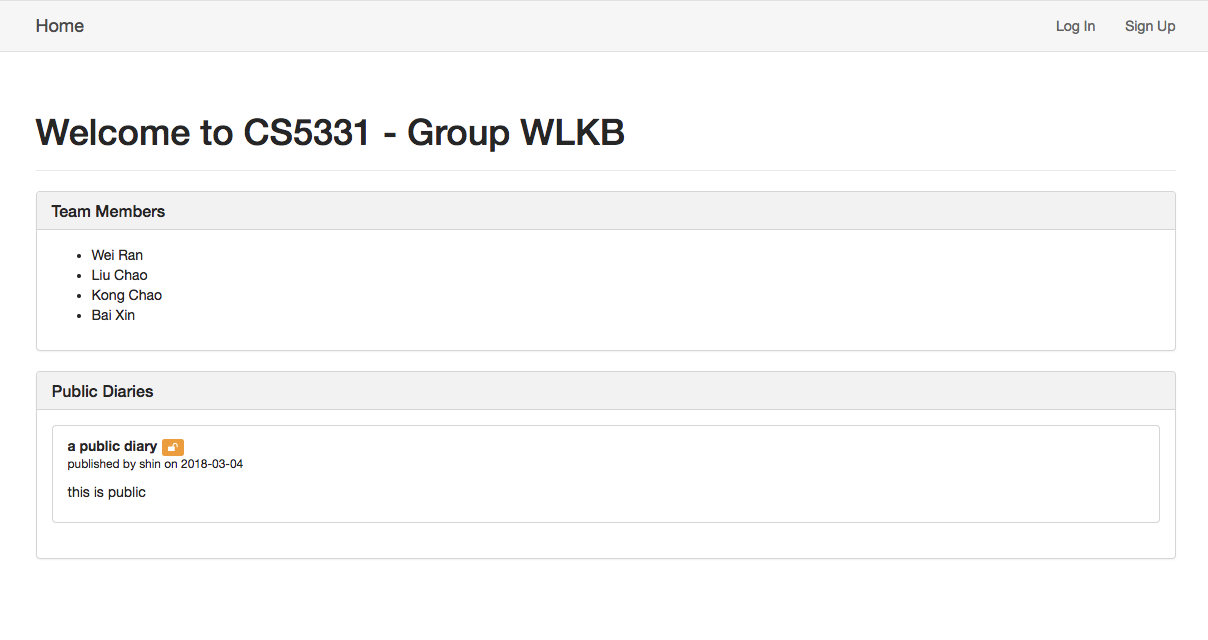 Home
Log In
Sign Up
Welcome to CS5331 - Group WLKB
Team Members
Wei Ran
Liu Chao
Kong Chao
Bai Xin
Public Diaries
a public diary
published by shin on 2018-03-04
this is public